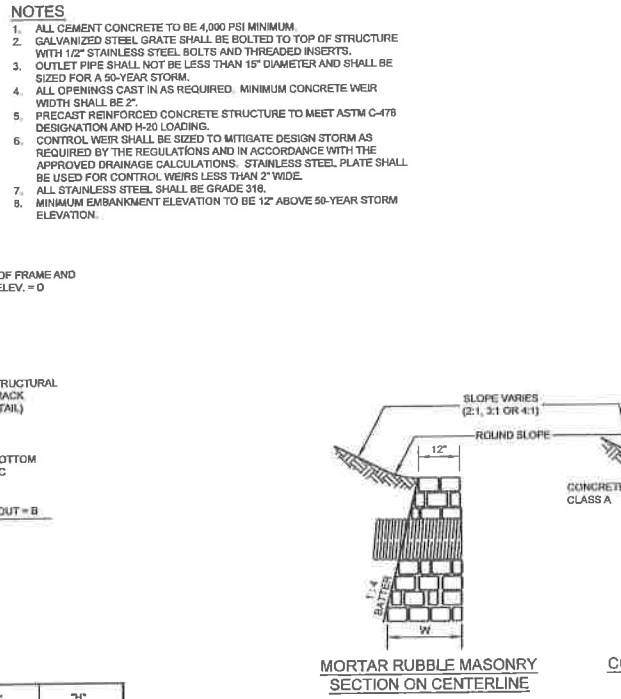 NOTES
1. ALL CEMENT CONCRETE TO BE 4,000 PSI MINIMUM.
2. GALVANIZED STEEL GRATE SHALL BE BOLTED TO TOP OF STRUCTURE
WITH 1/2" STAINLESS STEEL BOLTS AND THREADED INSERTS.
3. OUTLET PIPE SHALL NOT BE LESS THAN 15" DIAMETER AND SHALL BE
SIZED FOR A 50-YEAR STORM.
4. ALL OPENINGS CAST IN AS REQUIRED. MINIMUM CONCRETE WEIR
WIDTH SHALL BE 2".
5. PRECAST REINFORCED CONCRETE STRUCTURE TO MEET ASTM C-478
DESIGNATION AND H-20 LOADING.
6. CONTROL WEIR SHALL BE SIZED TO MITIGATE DESIGN STORM AS
REQUIRED BY THE REGULATIONS AND IN ACCORDANCE WITH THE
APPROVED DRAINAGE CALCULATIONS. STAINLESS STEEL PLATE SHALL
BE USED FOR CONTROL WEIRS LESS THAN 2" WIDE.
7. ALL STAINLESS STEEL SHALL BE GRADE 316.
8. MINIMUM EMBANKMENT ELEVATION TO BE 12" ABOVE 50-YEAR STORM
ELEVATION.
OF FRAME AND
ELEV. = D
RUCTURAL
RACK
TAIL)
OTTOM
C
OUT = B
SLOPE VARIES
(2:1, 3:1 OR 4:1)
ROUND SLOPE
12"
CONCRETE
CLASS A
1:4
BATTER
W
MORTAR RUBBLE MASONRY
SECTION ON CENTERLINE
"H"